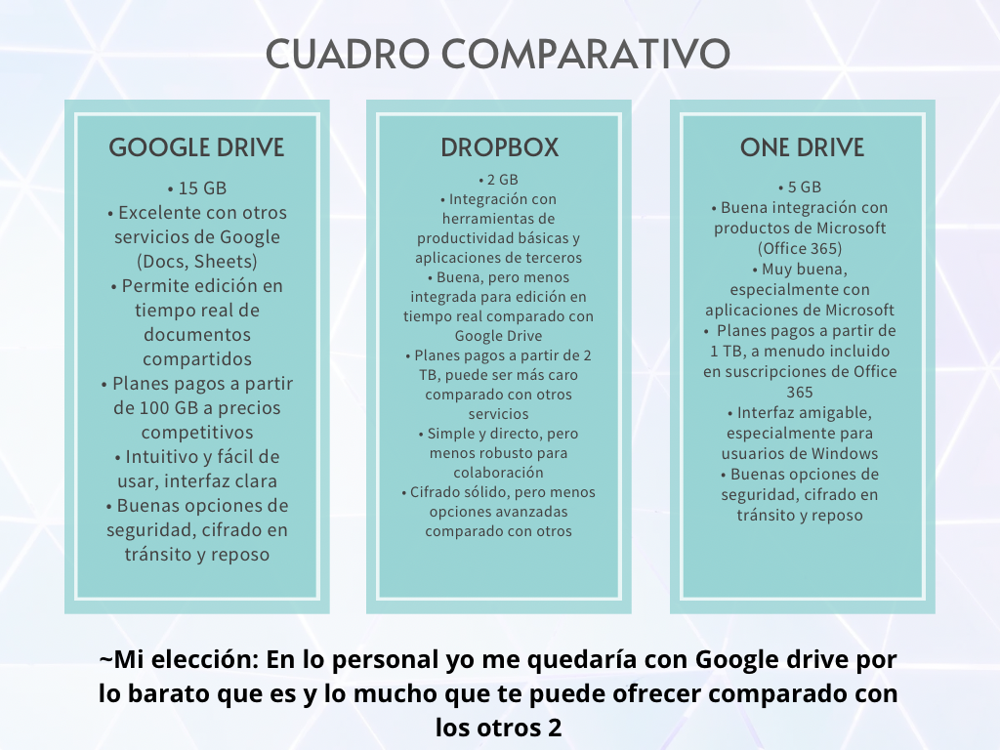 CUADRO COMPARATIVO
GOOGLE DRIVE
• 15 GB
• Excelente con otros
servicios de Google
(Docs, Sheets)
• Permite edición en
tiempo real de
documentos
compartidos
• Planes pagos a partir
de 100 GB a precios
competitivos
• Intuitivo y fácil de
usar, interfaz clara
• Buenas opciones de
seguridad, cifrado en
tránsito y reposo
DROPBOX
• 2 GB
• Integración con
herramientas de
productividad básicas y
aplicaciones de terceros
• Buena, pero menos
integrada para edición en
tiempo real comparado con
Google Drive
• Planes pagos a partir de 2
TB, puede ser más caro
comparado con otros
servicios
• Simple y directo, pero
menos robusto para
colaboración
• Cifrado sólido, pero menos
opciones avanzadas
comparado con otros
ONE DRIVE
• 5 GB
• Buena integración con
productos de Microsoft
(Office 365)
• Muy buena,
especialmente con
aplicaciones de Microsoft
• Planes pagos a partir de
1 TB, a menudo incluido
en suscripciones de Office
365
• Interfaz amigable,
especialmente para
usuarios de Windows
• Buenas opciones de
seguridad, cifrado en
tránsito y reposo
~Mi elección: En lo personal yo me quedaría con Google drive por
lo barato que es y lo mucho que te puede ofrecer comparado con
los otros 2